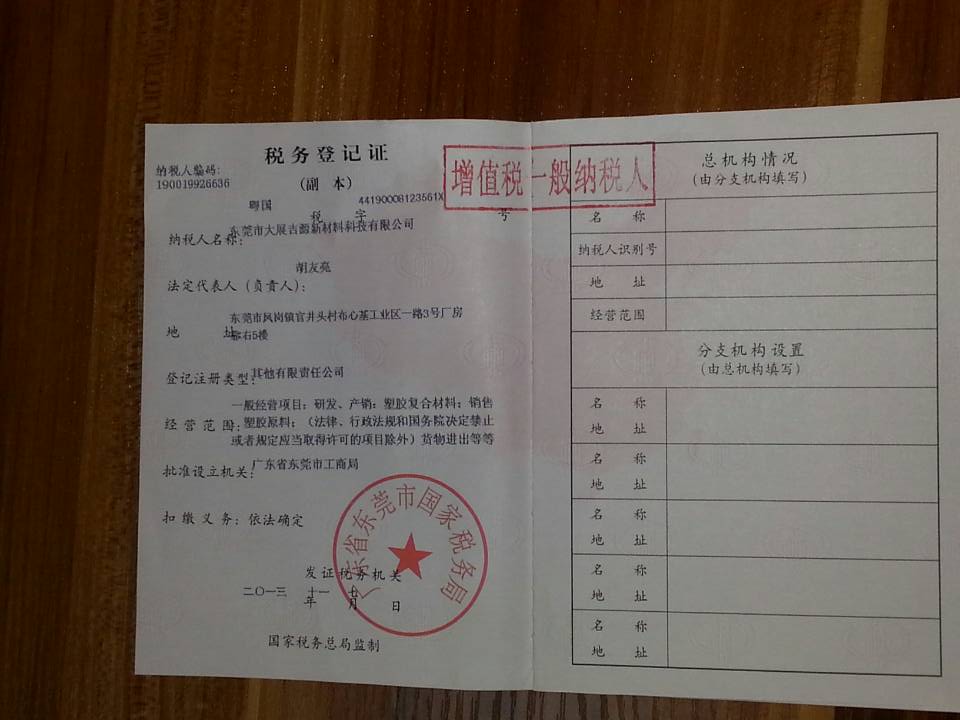 税务登记证
(副 本)
纳税人编码:
190019926636
粤国 税 字 44190008123561X 号
纳税人名称: 东莞市大展吉源新材料科技有限公司
法定代表人(负责人): 胡友亮
地 址 东莞市凤岗镇官井头村布心基工业区一路3号厂房
右5楼
登记注册类型: 其他有限责任公司
经营范围: 一般经营项目:研发、产销:塑胶复合材料;销售
塑胶原料;(法律、行政法规和国务院决定禁止
或者规定应当取得许可的项目除外)货物进出等等
批准设立机关: 广东省东莞市工商局
扣缴义务: 依法确定
发证税务机关
二〇一三 年 十一 月 七 日
广东省东莞市国家税务局
国家税务总局监制
增值税一般纳税人
总机构情况
(由分支机构填写)
名 称
纳税人识别号
地 址
经营范围
分支机构设置
(由总机构填写)
名 称
地 址
名 称
地 址
名 称
地 址
名 称
地 址
名 称
地 址